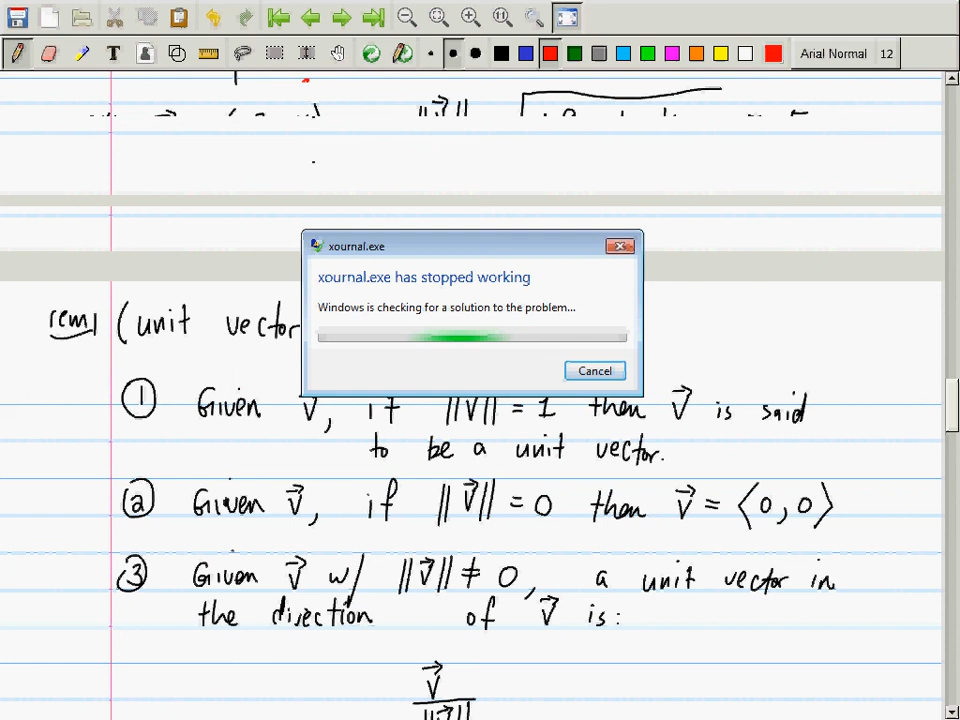 Arial Normal 12
‖v⃗‖
xournal.exe
xournal.exe has stopped working
Windows is checking for a solution to the problem...
Cancel
rem (unit vector
① Given v⃗, if ‖v⃗‖ = 1 then v⃗ is said
to be a unit vector.
② Given v⃗, if ‖v⃗‖ = 0 then v⃗ = ⟨0,0⟩
③ Given v⃗ w/ ‖v⃗‖ ≠ 0, a unit vector in
the direction of v⃗ is:
v⃗
‖v⃗‖